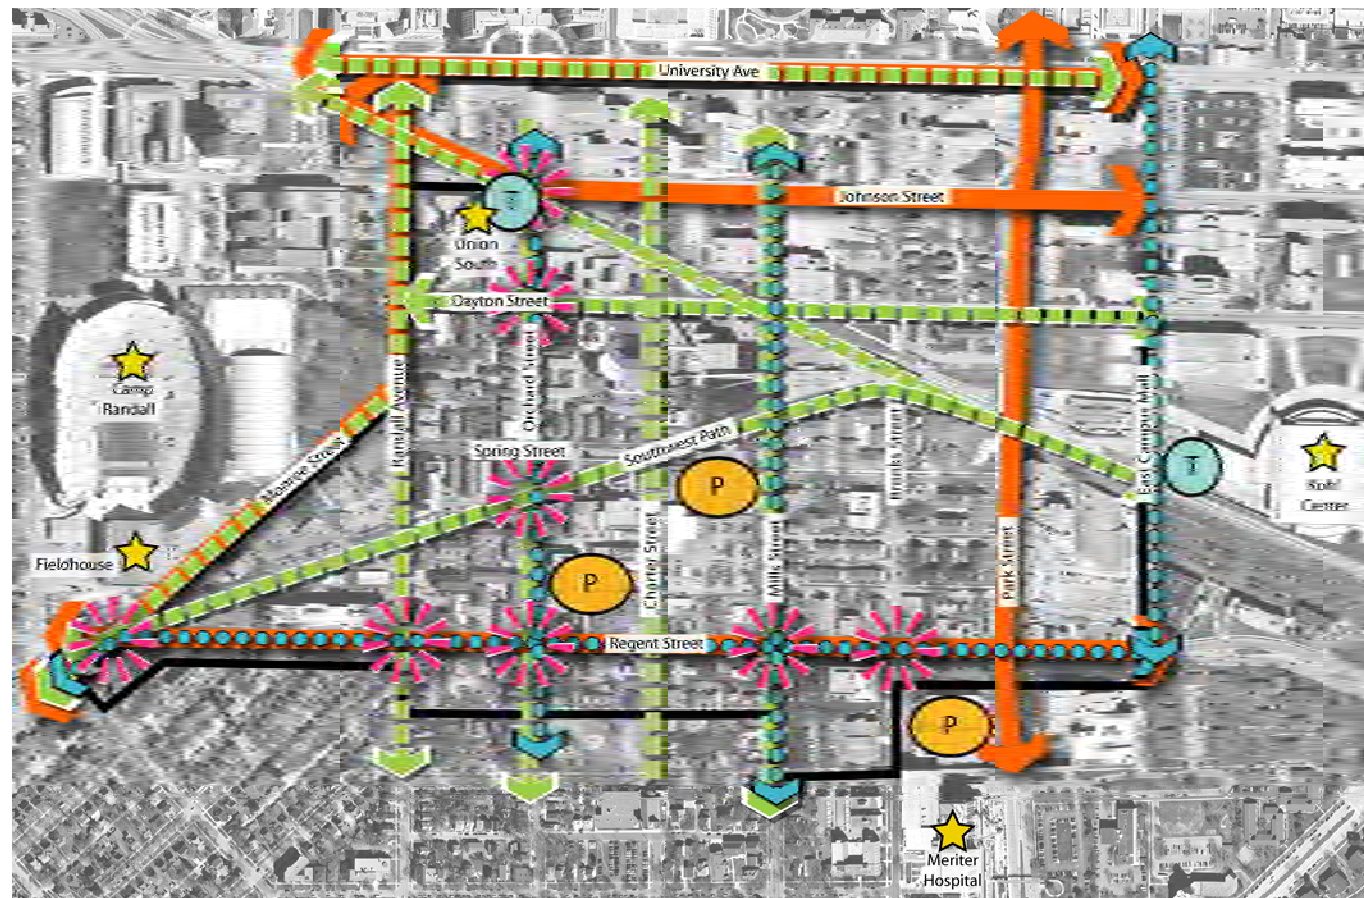 University Ave
Johnson Street
Union
South
Dayton Street
Camp
Randall
Randall Avenue
Orchard Street
Monroe Street
Spring Street
Southwest Path
Brooks Street
East Campus Mall
T
Kohl
Center
P
Fieldhouse
P
Charter Street
Mills Street
Park Street
Regent Street
P
Meriter
Hospital